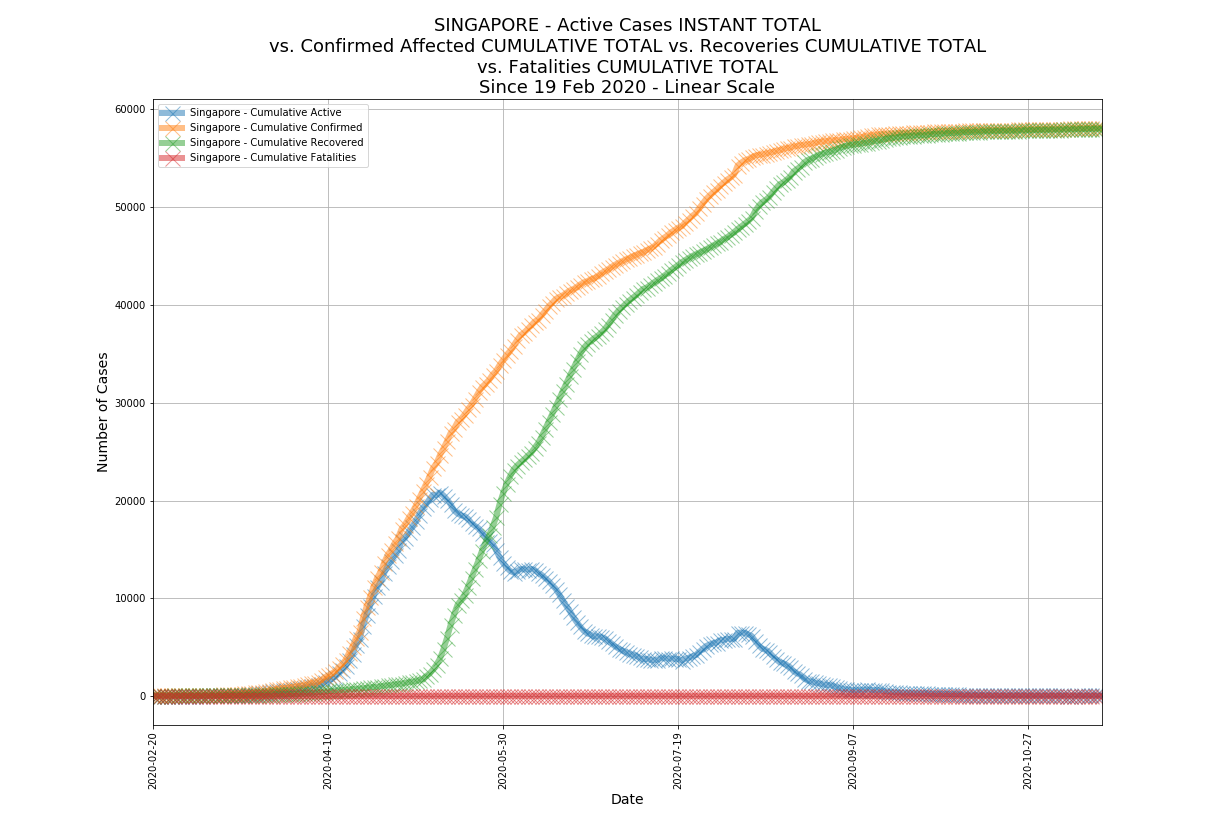 SINGAPORE - Active Cases INSTANT TOTAL
vs. Confirmed Affected CUMULATIVE TOTAL vs. Recoveries CUMULATIVE TOTAL
vs. Fatalities CUMULATIVE TOTAL
Since 19 Feb 2020 - Linear Scale
Singapore - Cumulative Active
Singapore - Cumulative Confirmed
Singapore - Cumulative Recovered
Singapore - Cumulative Fatalities
Number of Cases
60000
50000
40000
30000
20000
10000
0
2020-02-20
2020-04-10
2020-05-30
2020-07-19
2020-09-07
2020-10-27
Date